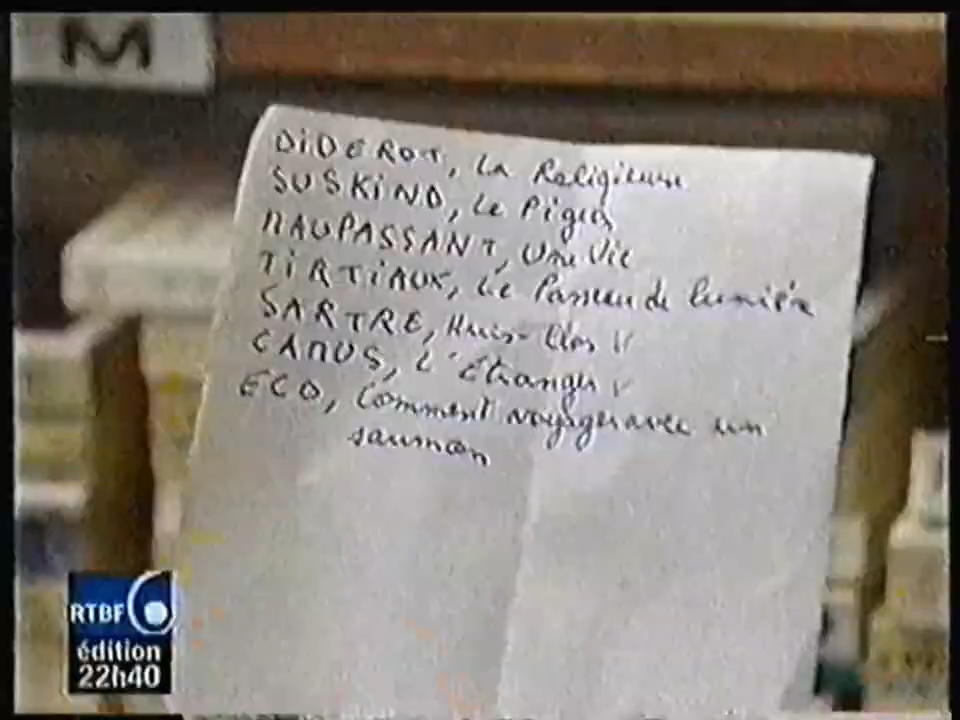 M
DiDEROT, La Religieuse
SUSKiND, Le Pigeon
MAUPASSANT, Une Vie
TiRTiAUX, Le Passeur de lumière
SARTRE, Huis-Clos V
CAMUS, L'Étranger V
ECO, Comment voyager avec un
saumon
RTBF
édition
22h40